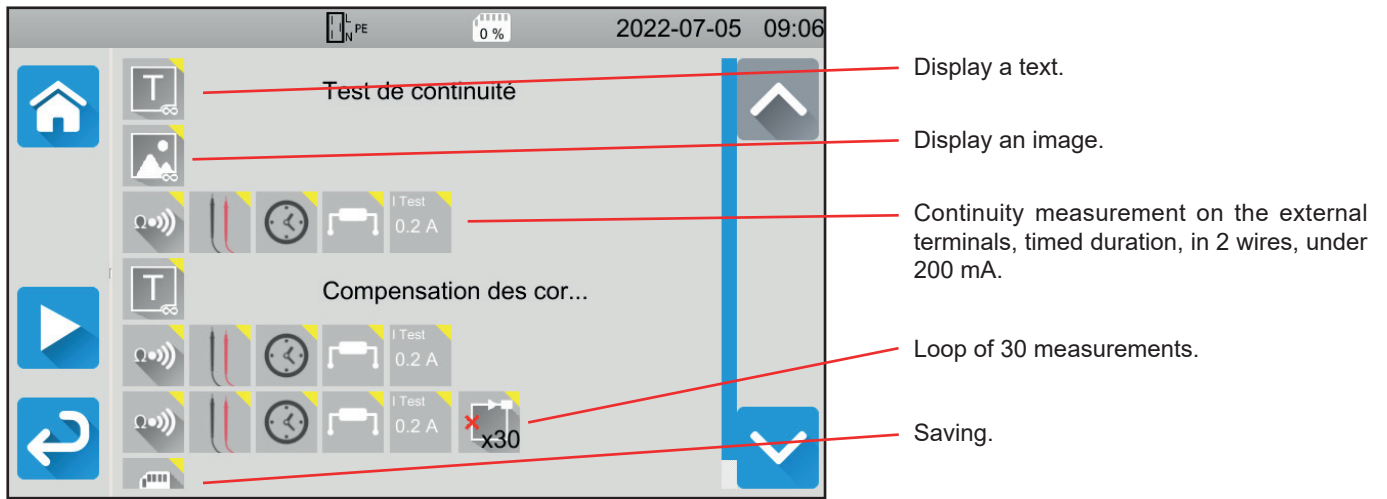 L
PE
N
0 %
2022-07-05 09:06
T
Test de continuité
Display a text.
Display an image.
Ω
I Test
0.2 A
Continuity measurement on the external
terminals, timed duration, in 2 wires, under
200 mA.
T
Compensation des cor...
Ω
I Test
0.2 A
Loop of 30 measurements.
Ω
I Test
0.2 A
x30
Saving.